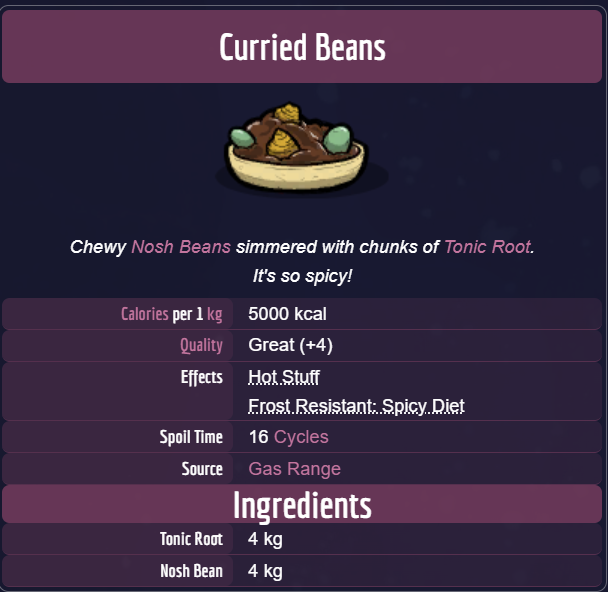 Curried Beans
Chewy Nosh Beans simmered with chunks of Tonic Root.
It's so spicy!
Calories per 1 kg 5000 kcal
Quality Great (+4)
Effects Hot Stuff
Frost Resistant: Spicy Diet
Spoil Time 16 Cycles
Source Gas Range
Ingredients
Tonic Root 4 kg
Nosh Bean 4 kg